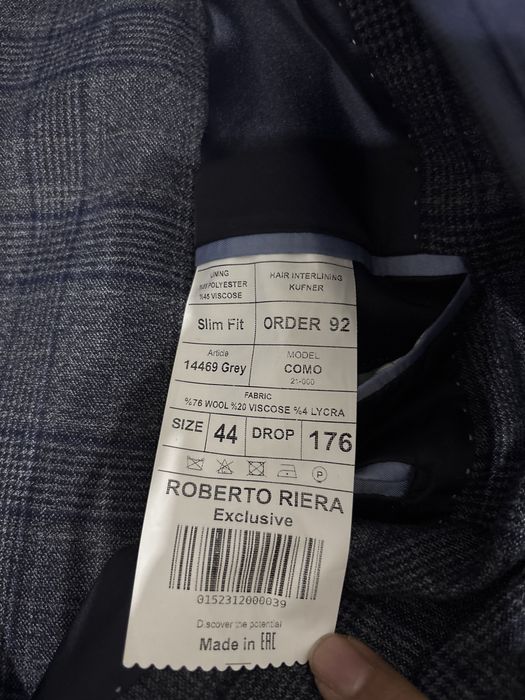 LINING
HAIR INTERLINING
%55 POLYESTER
KUFNER
%45 VISCOSE
Slim Fit
ORDER 92
Article
MODEL
14469 Grey
COMO
21-000
FABRIC
%76 WOOL %20 VISCOSE %4 LYCRA
SIZE 44 DROP 176
P
ROBERTO RIERA
Exclusive
0152312000039
Discover the potential
Made in EAC